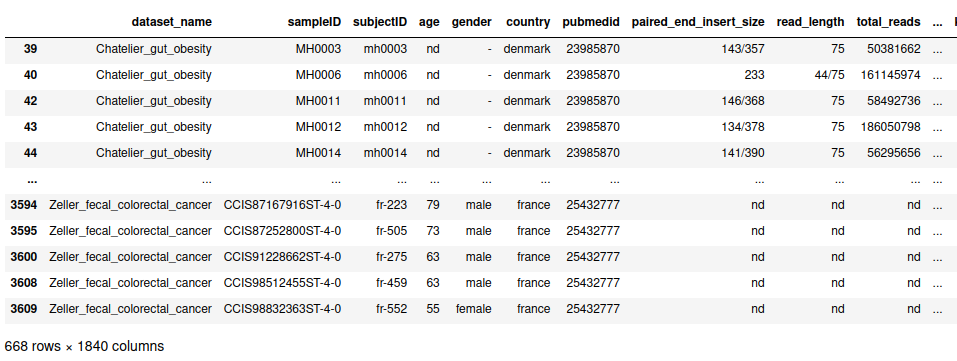 dataset_name sampleID subjectID age gender country pubmedid paired_end_insert_size read_length total_reads ...
39 Chatelier_gut_obesity MH0003 mh0003 nd - denmark 23985870 143/357 75 50381662 ...
40 Chatelier_gut_obesity MH0006 mh0006 nd - denmark 23985870 233 44/75 161145974 ...
42 Chatelier_gut_obesity MH0011 mh0011 nd - denmark 23985870 146/368 75 58492736 ...
43 Chatelier_gut_obesity MH0012 mh0012 nd - denmark 23985870 134/378 75 186050798 ...
44 Chatelier_gut_obesity MH0014 mh0014 nd - denmark 23985870 141/390 75 56295656 ...
... ... ... ... ... ... ... ... ... ... ... ...
3594 Zeller_fecal_colorectal_cancer CCIS87167916ST-4-0 fr-223 79 male france 25432777 nd nd nd ...
3595 Zeller_fecal_colorectal_cancer CCIS87252800ST-4-0 fr-505 73 male france 25432777 nd nd nd ...
3600 Zeller_fecal_colorectal_cancer CCIS91228662ST-4-0 fr-275 63 male france 25432777 nd nd nd ...
3608 Zeller_fecal_colorectal_cancer CCIS98512455ST-4-0 fr-459 63 male france 25432777 nd nd nd ...
3609 Zeller_fecal_colorectal_cancer CCIS98832363ST-4-0 fr-552 55 female france 25432777 nd nd nd ...
668 rows × 1840 columns